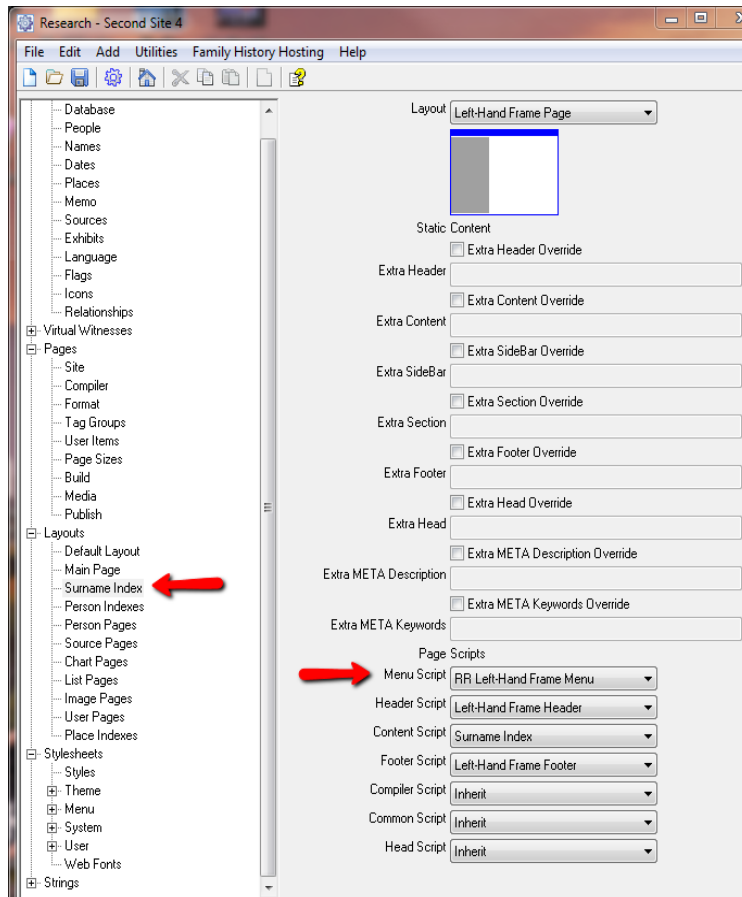 Research - Second Site 4
File Edit Add Utilities Family History Hosting Help
Database
People
Names
Dates
Places
Memo
Sources
Exhibits
Language
Flags
Icons
Relationships
Virtual Witnesses
Pages
Site
Compiler
Format
Tag Groups
User Items
Page Sizes
Build
Media
Publish
Layouts
Default Layout
Main Page
Surname Index
Person Indexes
Person Pages
Source Pages
Chart Pages
List Pages
Image Pages
User Pages
Place Indexes
Stylesheets
Styles
Theme
Menu
System
User
Web Fonts
Strings
Layout Left-Hand Frame Page
Static Content
Extra Header Override
Extra Header
Extra Content Override
Extra Content
Extra SideBar Override
Extra SideBar
Extra Section Override
Extra Section
Extra Footer Override
Extra Footer
Extra Head Override
Extra Head
Extra META Description Override
Extra META Description
Extra META Keywords Override
Extra META Keywords
Page Scripts
Menu Script RR Left-Hand Frame Menu
Header Script Left-Hand Frame Header
Content Script Surname Index
Footer Script Left-Hand Frame Footer
Compiler Script Inherit
Common Script Inherit
Head Script Inherit